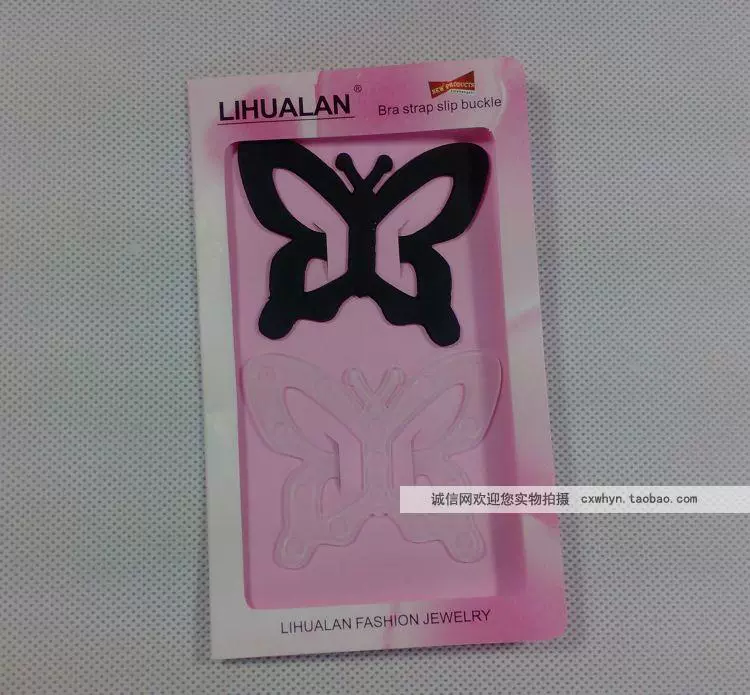 LIHUALAN®
NEW PRODUCTS
Bra strap slip buckle
诚信网欢迎您实物拍摄 cxwhyn.taobao.com
LIHUALAN FASHION JEWELRY